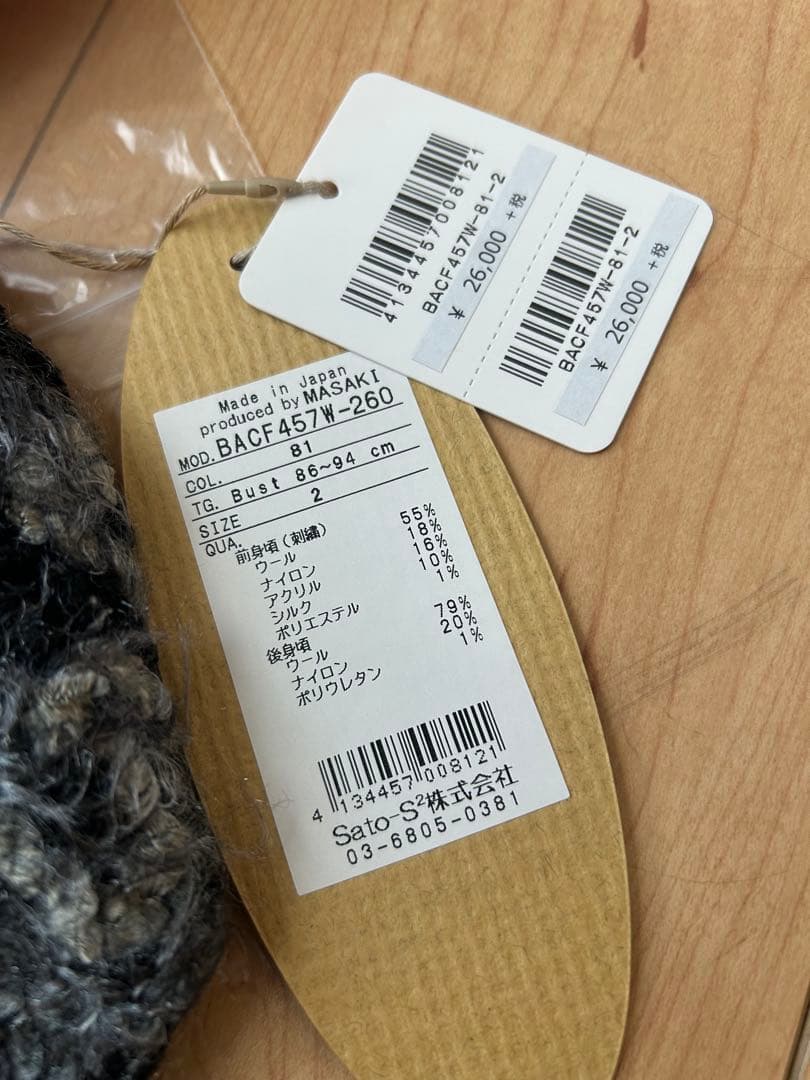 4134457008121
BACF457W-81-2
¥ 26,000 +税
BACF457W-81-2
¥ 26,000 +税
Made in Japan
produced by MASAKI
MOD. BACF457W-260
COL. 81
TG. Bust 86~94 cm
SIZE 2
QUA.
前身頃(刺繍)
ウール 55%
ナイロン 18%
アクリル 16%
シルク 10%
ポリエステル 1%
後身頃
ウール 79%
ナイロン 20%
ポリウレタン 1%
4 134457 008121
Sato-S²株式会社
03-6805-0381